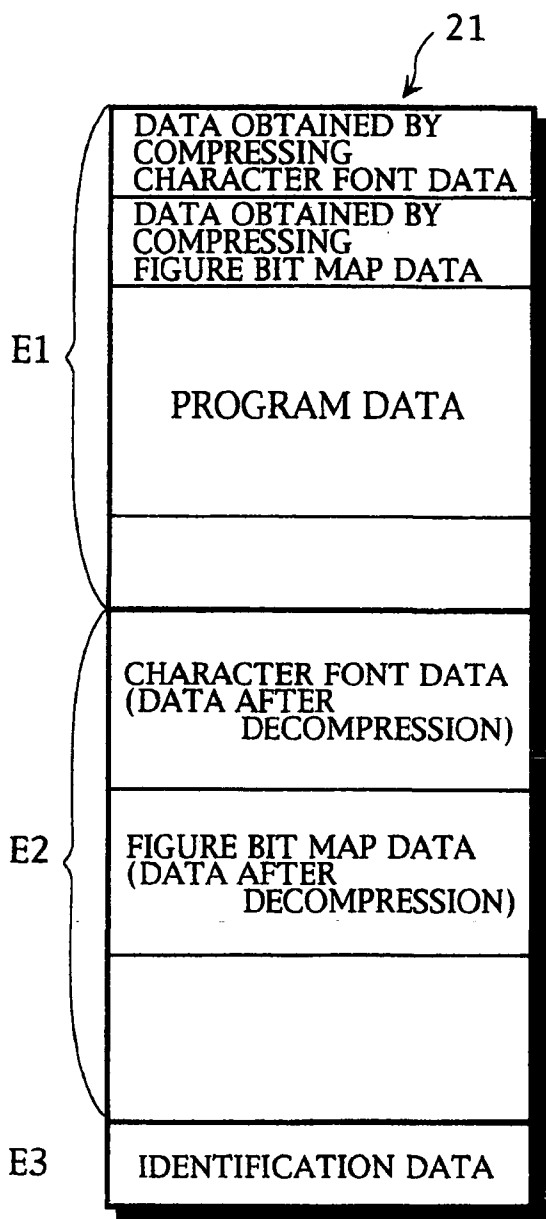 21
DATA OBTAINED BY
COMPRESSING
CHARACTER FONT DATA
DATA OBTAINED BY
COMPRESSING
FIGURE BIT MAP DATA
E1
PROGRAM DATA
CHARACTER FONT DATA
(DATA AFTER
DECOMPRESSION)
E2
FIGURE BIT MAP DATA
(DATA AFTER
DECOMPRESSION)
E3
IDENTIFICATION DATA